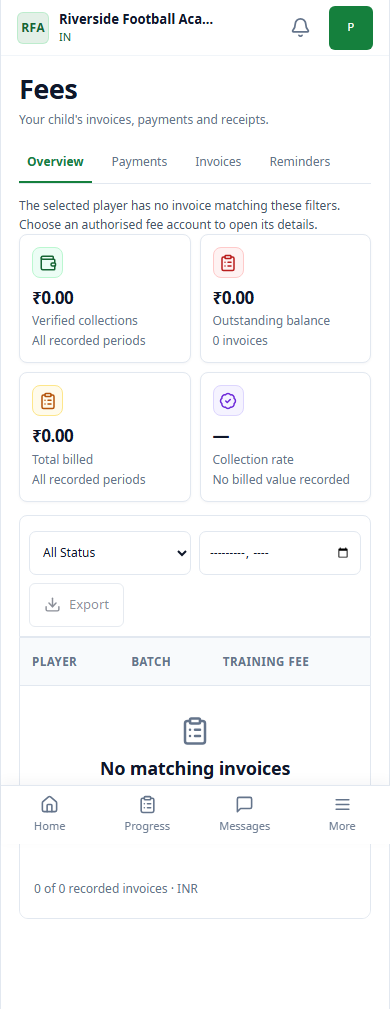 RFA
Riverside Football Aca...
IN
P
Fees
Your child's invoices, payments and receipts.
Overview
Payments
Invoices
Reminders
The selected player has no invoice matching these filters.
Choose an authorised fee account to open its details.
₹0.00
Verified collections
All recorded periods
₹0.00
Outstanding balance
0 invoices
₹0.00
Total billed
All recorded periods
—
Collection rate
No billed value recorded
All Status
---------, ----
Export
PLAYER
BATCH
TRAINING FEE
No matching invoices
Home
Progress
Messages
More
0 of 0 recorded invoices · INR